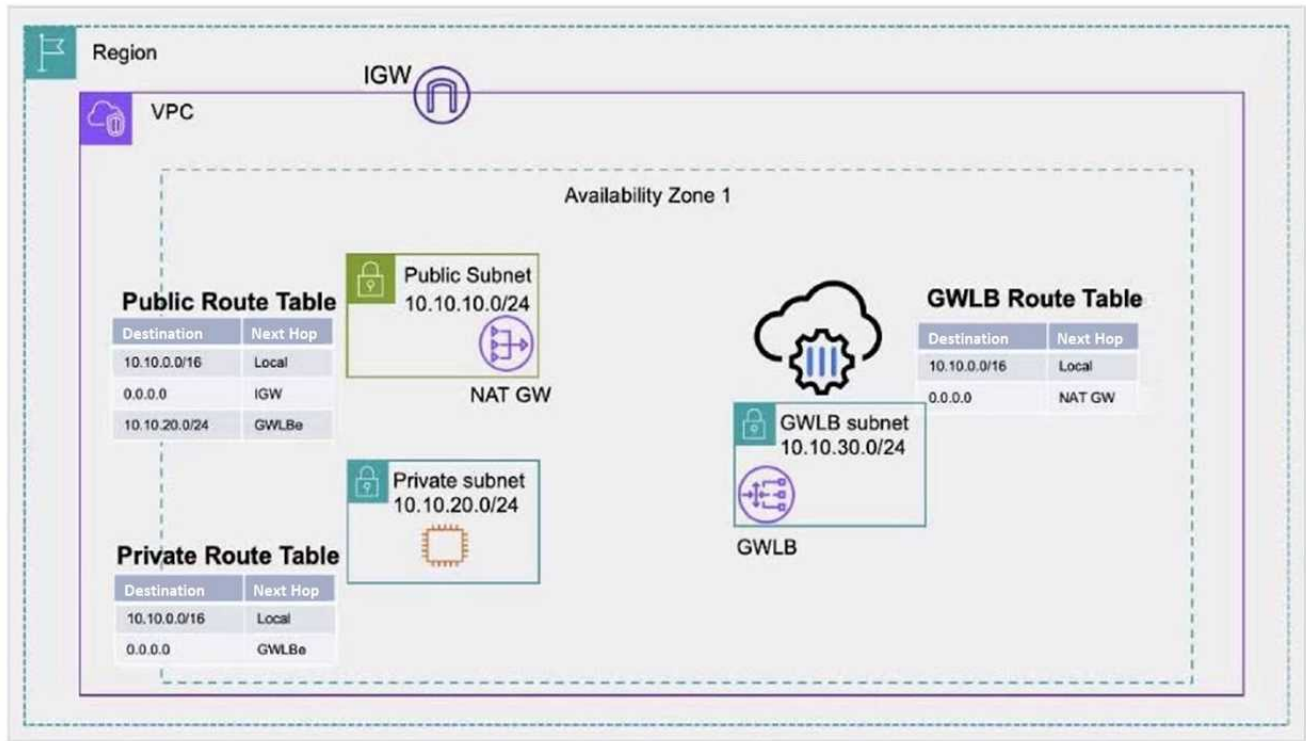 Region
IGW
VPC
Availability Zone 1
Public Subnet
10.10.10.0/24
NAT GW
Public Route Table
Destination Next Hop
10.10.0.0/16 Local
0.0.0.0 IGW
10.10.20.0/24 GWLBe
GWLB Route Table
Destination Next Hop
10.10.0.0/16 Local
0.0.0.0 NAT GW
GWLB subnet
10.10.30.0/24
GWLB
Private subnet
10.10.20.0/24
Private Route Table
Destination Next Hop
10.10.0.0/16 Local
0.0.0.0 GWLBe